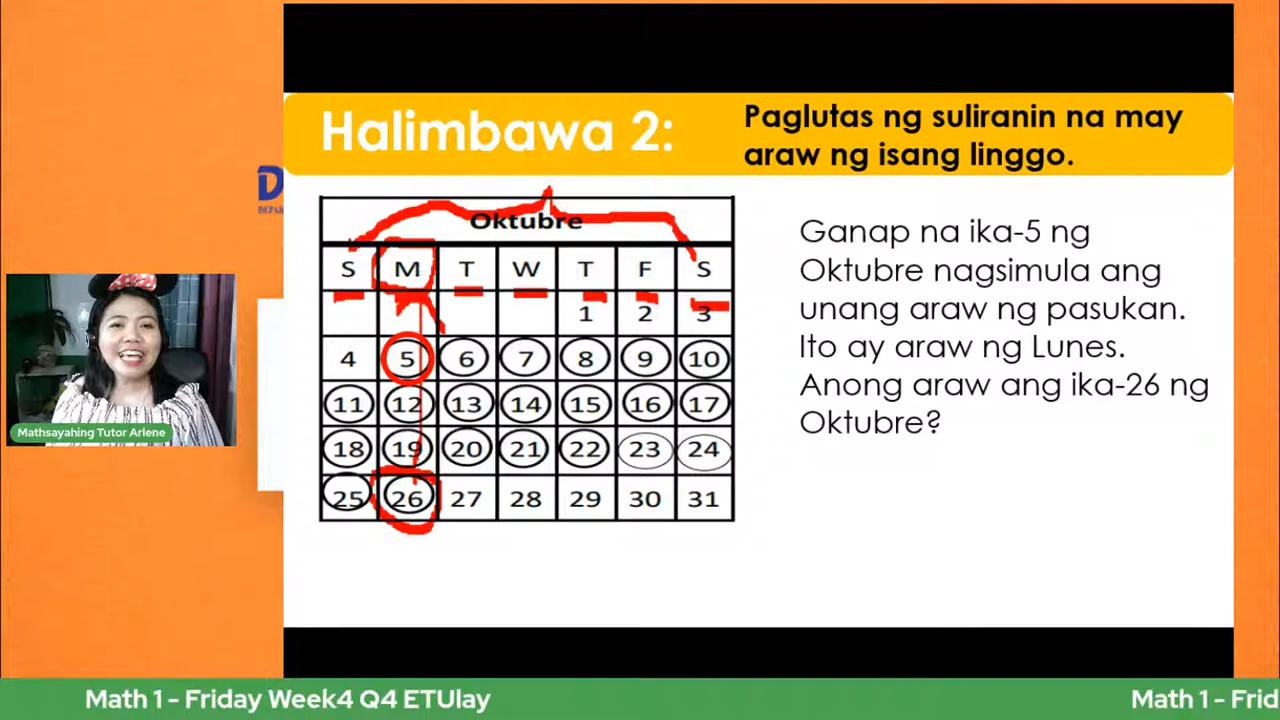 Halimbawa 2:
Paglutas ng suliranin na may
araw ng isang linggo.
Oktubre
S M T W T F S
1 2 3
4 5 6 7 8 9 10
11 12 13 14 15 16 17
18 19 20 21 22 23 24
25 26 27 28 29 30 31
Ganap na ika-5 ng
Oktubre nagsimula ang
unang araw ng pasukan.
Ito ay araw ng Lunes.
Anong araw ang ika-26 ng
Oktubre?
D
Mathsayahing Tutor Arlene
Math 1 - Friday Week4 Q4 ETUlay
Math 1 - Frid